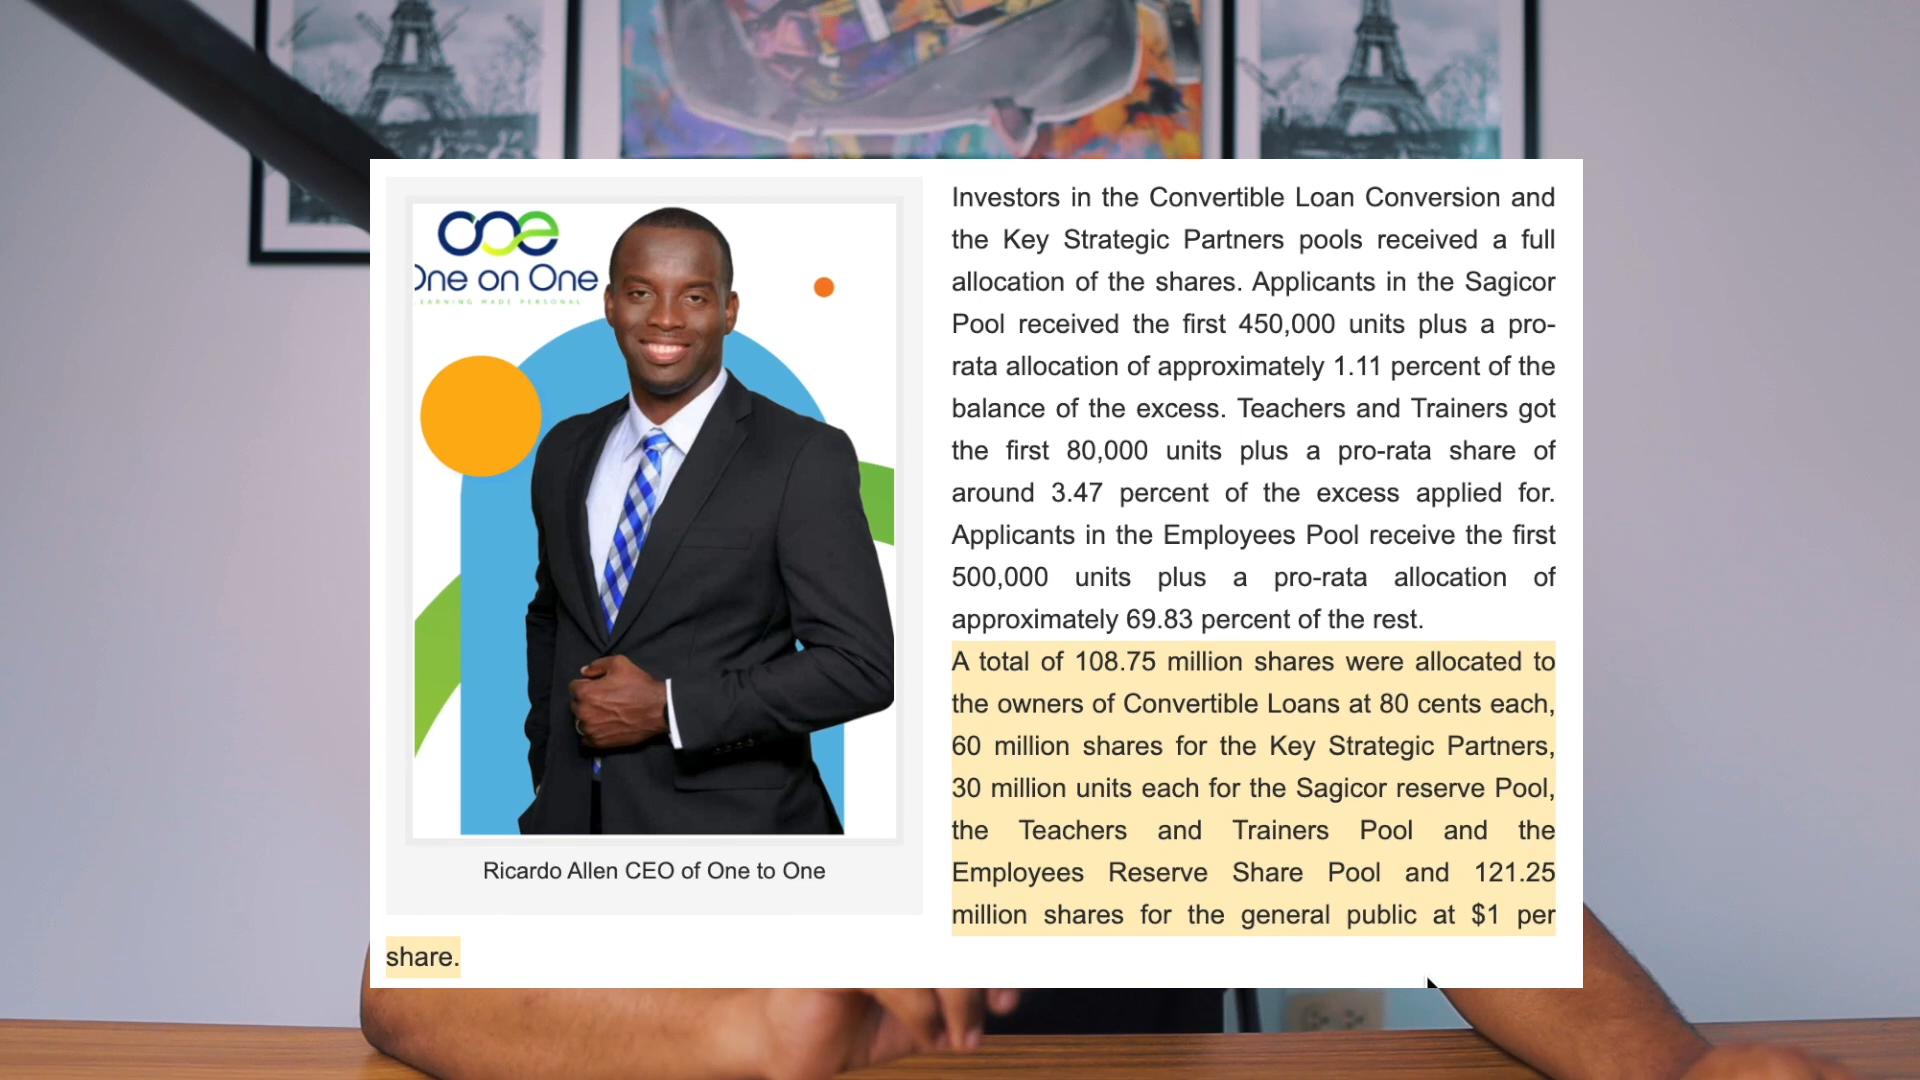 One on One
LEARNING MADE PERSONAL
Ricardo Allen CEO of One to One
Investors in the Convertible Loan Conversion and
the Key Strategic Partners pools received a full
allocation of the shares. Applicants in the Sagicor
Pool received the first 450,000 units plus a pro-
rata allocation of approximately 1.11 percent of the
balance of the excess. Teachers and Trainers got
the first 80,000 units plus a pro-rata share of
around 3.47 percent of the excess applied for.
Applicants in the Employees Pool receive the first
500,000 units plus a pro-rata allocation of
approximately 69.83 percent of the rest.
A total of 108.75 million shares were allocated to
the owners of Convertible Loans at 80 cents each,
60 million shares for the Key Strategic Partners,
30 million units each for the Sagicor reserve Pool,
the Teachers and Trainers Pool and the
Employees Reserve Share Pool and 121.25
million shares for the general public at $1 per
share.